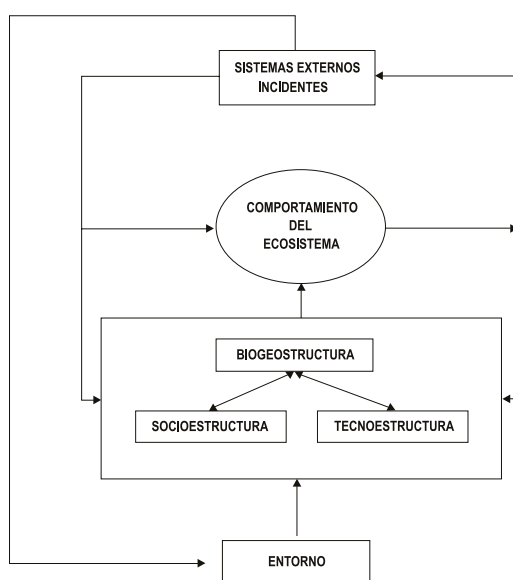 SISTEMAS EXTERNOS
INCIDENTES
COMPORTAMIENTO
DEL
ECOSISTEMA
BIOGEOSTRUCTURA
SOCIOESTRUCTURA
TECNOESTRUCTURA
ENTORNO